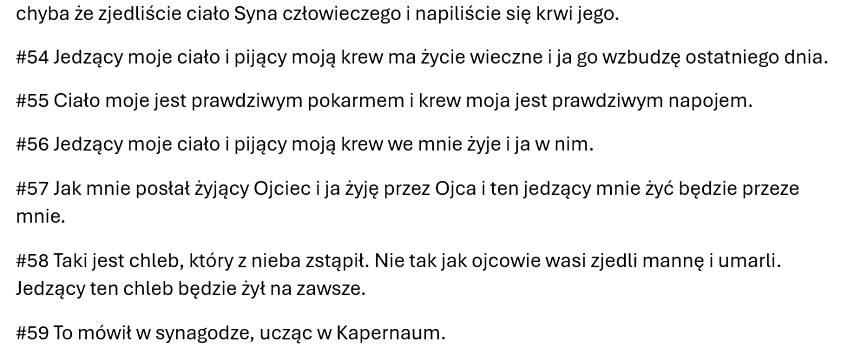 chyba że zjedliście ciało Syna człowieczego i napiliście się krwi jego.
#54 Jedzący moje ciało i pijący moją krew ma życie wieczne i ja go wzbudzę ostatniego dnia.
#55 Ciało moje jest prawdziwym pokarmem i krew moja jest prawdziwym napojem.
#56 Jedzący moje ciało i pijący moją krew we mnie żyje i ja w nim.
#57 Jak mnie posłał żyjący Ojciec i ja żyję przez Ojca i ten jedzący mnie żyć będzie przeze
mnie.
#58 Taki jest chleb, który z nieba zstąpił. Nie tak jak ojcowie wasi zjedli mannę i umarli.
Jedzący ten chleb będzie żył na zawsze.
#59 To mówił w synagodze, ucząc w Kapernaum.